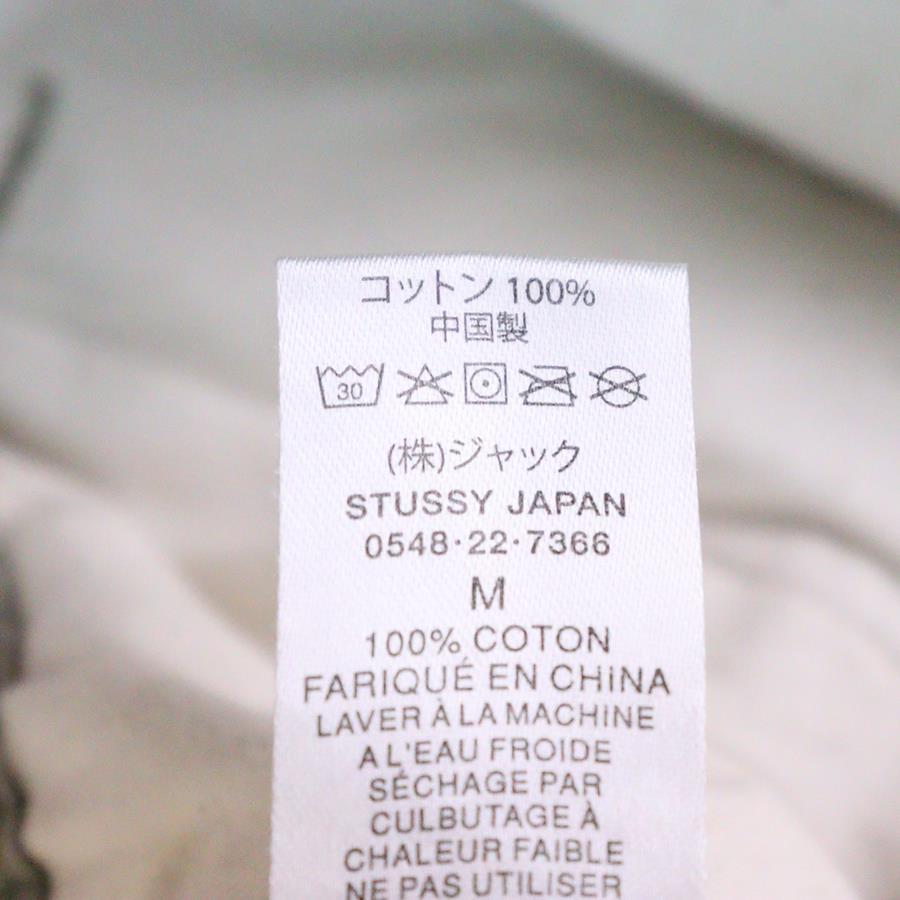 コットン 100%
中国製
30
(株)ジャック
STUSSY JAPAN
0548・22・7366
M
100% COTON
FARIQUÉ EN CHiNA
LAVER À LA MACHINE
A L'EAU FROIDE
SÉCHAGE PAR
CULBUTAGE À
CHALEUR FAIBLE
NE PAS UTILISER